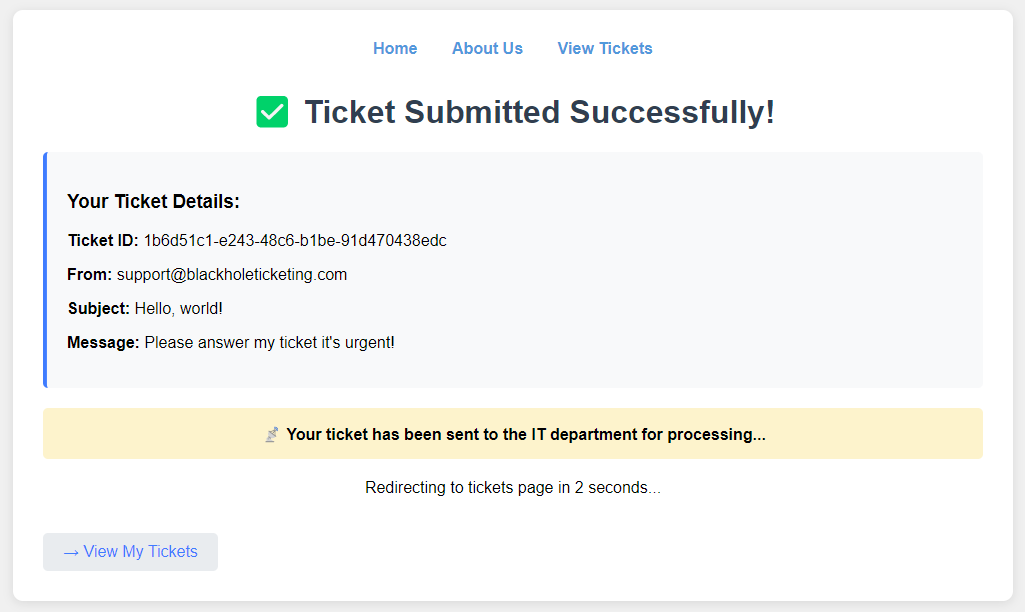 Home About Us View Tickets
✅ Ticket Submitted Successfully!
Your Ticket Details:
Ticket ID: 1b6d51c1-e243-48c6-b1be-91d470438edc
From: support@blackholeticketing.com
Subject: Hello, world!
Message: Please answer my ticket it's urgent!
📡 Your ticket has been sent to the IT department for processing...
Redirecting to tickets page in 2 seconds...
→ View My Tickets